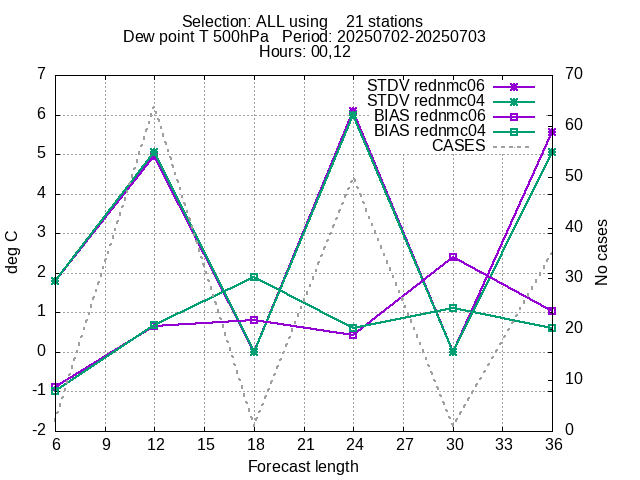 Selection: ALL using    21 stations
Dew point T 500hPa   Period: 20250702-20250703
Hours: 00,12
STDV rednmc06
STDV rednmc04
BIAS rednmc06
BIAS rednmc04
CASES
deg C
7
6
5
4
3
2
1
0
-1
-2
70
60
50
40
30
20
10
0
No cases
6 9 12 15 18 21 24 27 30 33 36
Forecast length